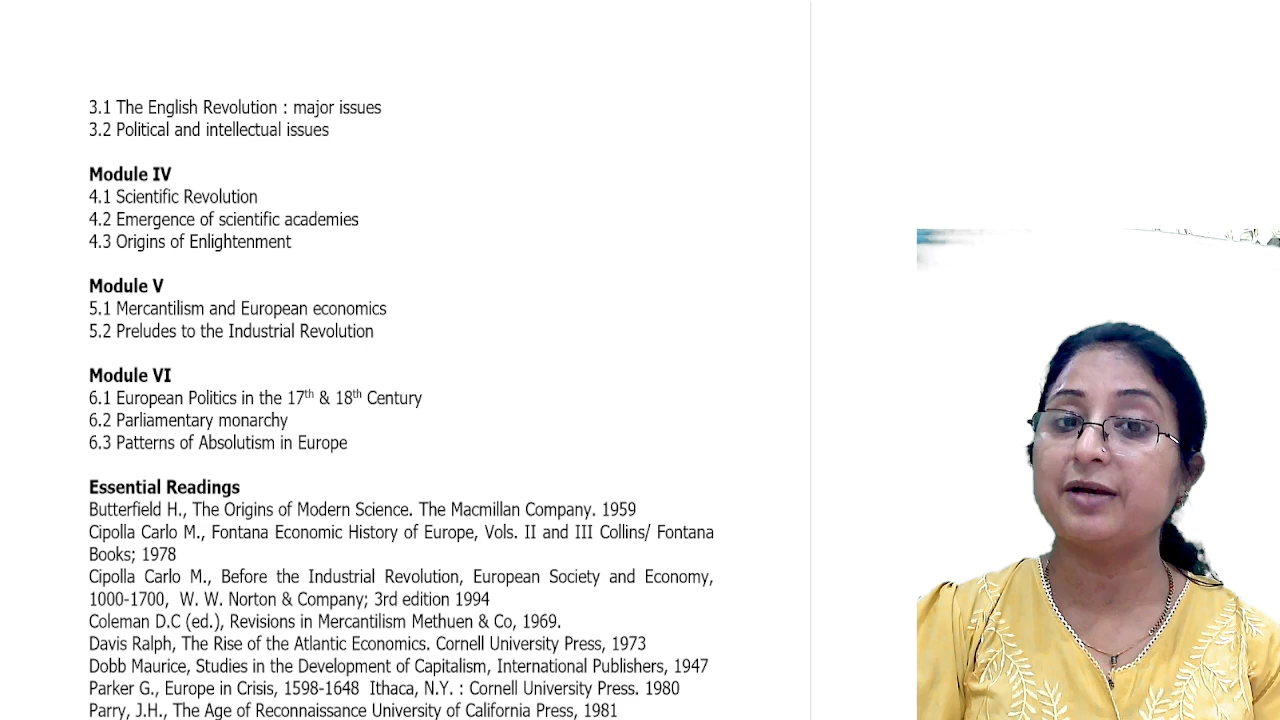 3.1 The English Revolution : major issues
3.2 Political and intellectual issues
Module IV
4.1 Scientific Revolution
4.2 Emergence of scientific academies
4.3 Origins of Enlightenment
Module V
5.1 Mercantilism and European economics
5.2 Preludes to the Industrial Revolution
Module VI
6.1 European Politics in the 17th & 18th Century
6.2 Parliamentary monarchy
6.3 Patterns of Absolutism in Europe
Essential Readings
Butterfield H., The Origins of Modern Science. The Macmillan Company. 1959
Cipolla Carlo M., Fontana Economic History of Europe, Vols. II and III Collins/ Fontana
Books; 1978
Cipolla Carlo M., Before the Industrial Revolution, European Society and Economy,
1000-1700, W. W. Norton & Company; 3rd edition 1994
Coleman D.C (ed.), Revisions in Mercantilism Methuen & Co, 1969.
Davis Ralph, The Rise of the Atlantic Economics. Cornell University Press, 1973
Dobb Maurice, Studies in the Development of Capitalism, International Publishers, 1947
Parker G., Europe in Crisis, 1598-1648 Ithaca, N.Y. : Cornell University Press. 1980
Parry, J.H., The Age of Reconnaissance University of California Press, 1981